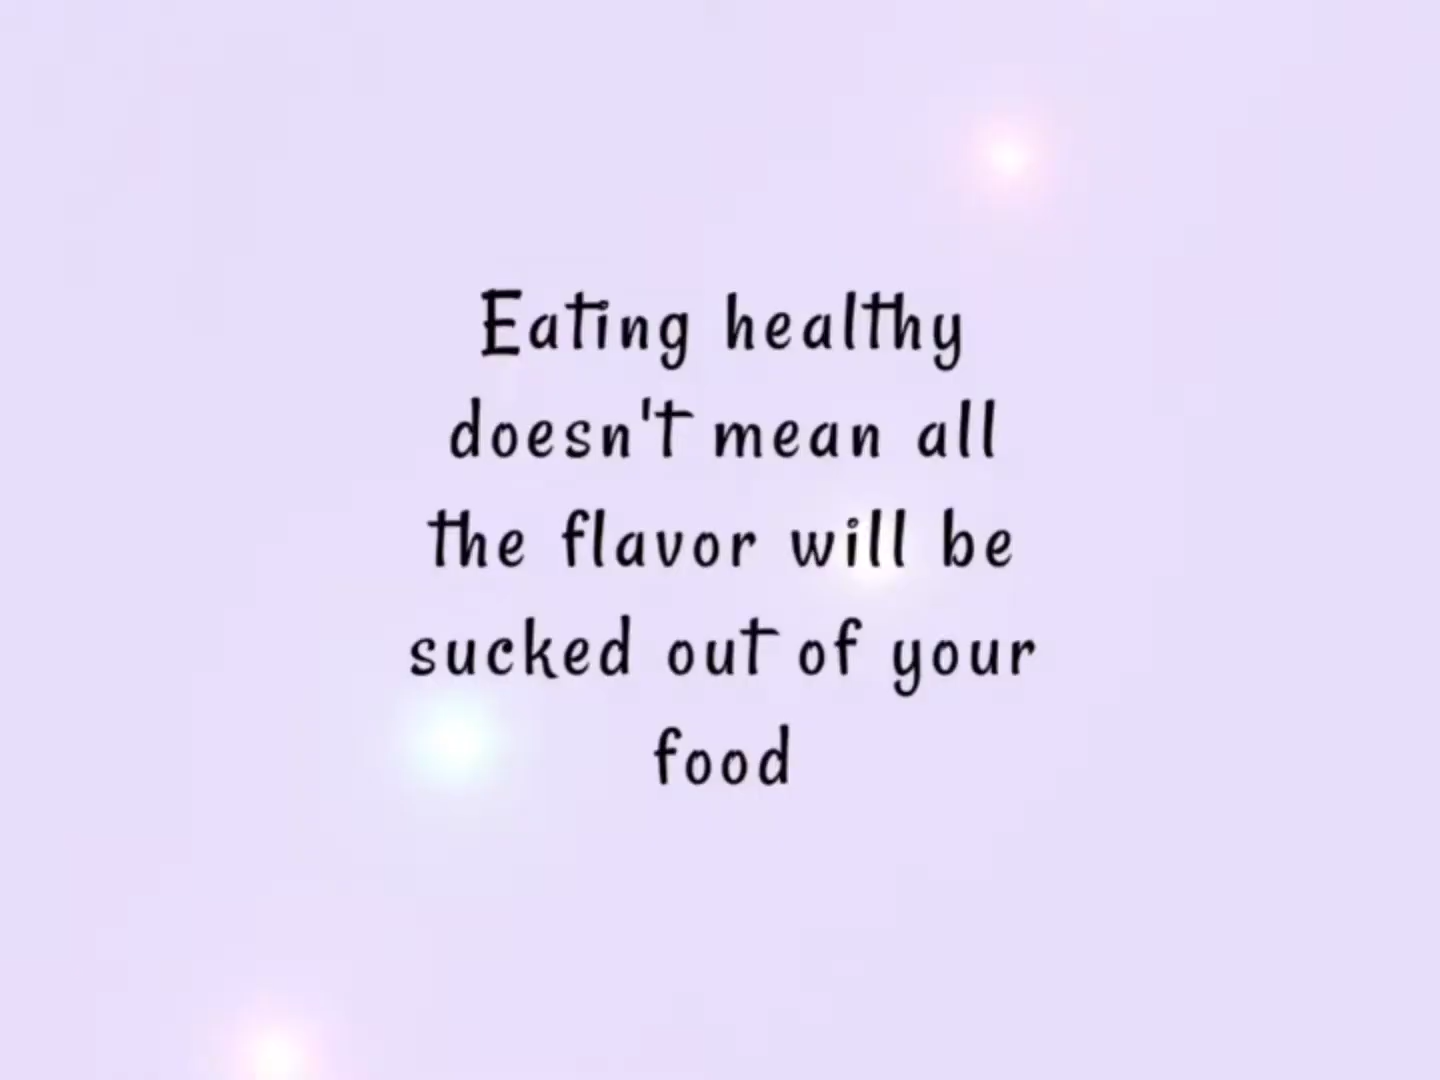 Eating healthy
doesn't mean all
the flavor will be
sucked out of your
food